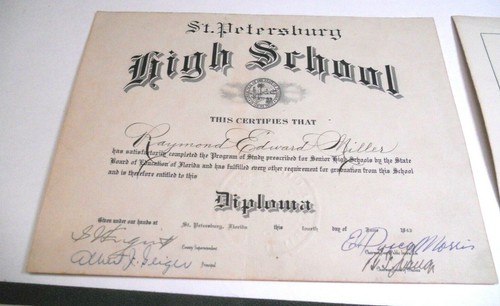 St. Petersburg
High School
THIS CERTIFIES THAT
Raymond Edward Miller
has satisfactorily completed the Program of Study prescribed for Senior High Schools by the State
Board of Education of Florida and has fulfilled every other requirement for graduation from this School
and is therefore entitled to this
Diploma
Given under our hands at St. Petersburg, Florida this fourth day of June
County Superintendent
Principal